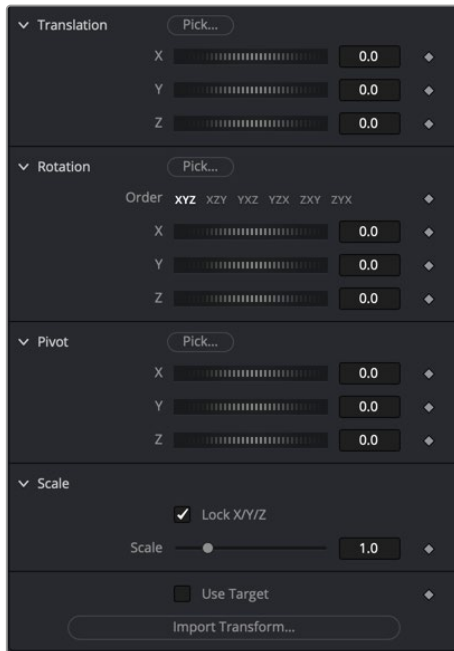 Translation Pick...
X 0.0
Y 0.0
Z 0.0
Rotation Pick...
Order XYZ XZY YXZ YZX ZXY ZYX
X 0.0
Y 0.0
Z 0.0
Pivot Pick...
X 0.0
Y 0.0
Z 0.0
Scale
Lock X/Y/Z
Scale 1.0
Use Target
Import Transform...